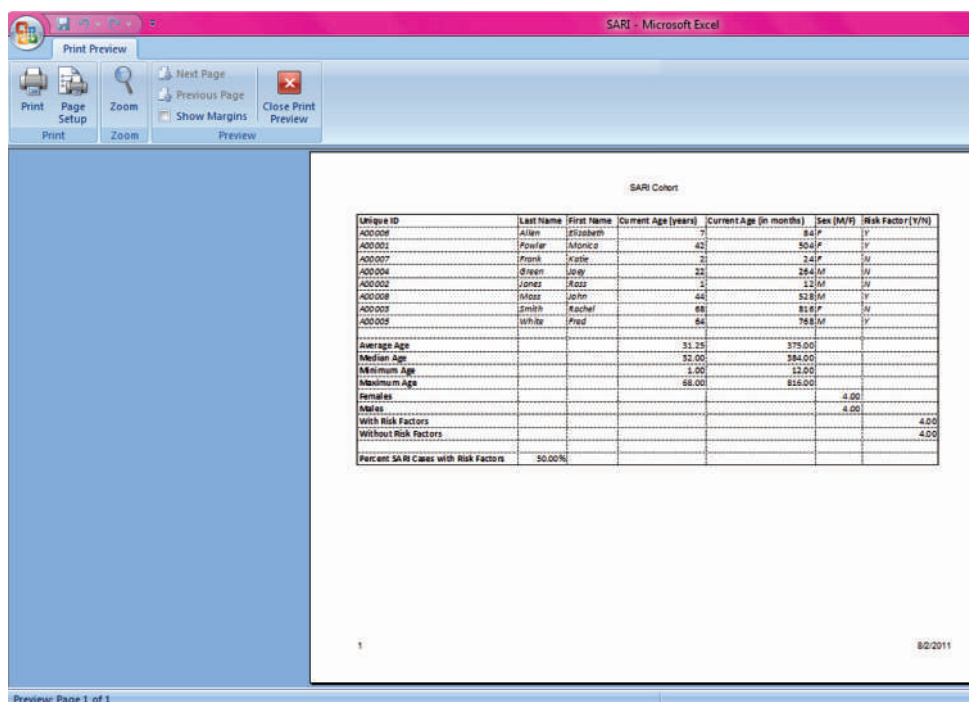 SARI - Microsoft Excel
Print Preview
Print
Page Setup
Zoom
Next Page
Previous Page
Show Margins
Close Print Preview
Print Zoom Preview
SARI Cohort
Unique ID Last Name First Name Current Age (years) Current Age (in months) Sex (M/F) Risk Factor (Y/N)
A00006 Allen Elizabeth 7 84 F Y
A00001 Fowler Monica 42 504 F Y
A00007 Frank Katie 2 24 F N
A00004 Green Joey 22 264 M N
A00002 Jones Ross 1 12 M N
A00008 Moss John 44 528 M Y
A00003 Smith Rachel 68 816 F N
A00005 White Fred 64 768 M Y
Average Age 31.25 375.00
Median Age 32.00 384.00
Minimum Age 1.00 12.00
Maximum Age 68.00 816.00
Females 4.00
Males 4.00
With Risk Factors 4.00
Without Risk Factors 4.00
Percent SARI Cases with Risk Factors 50.00%
1 8/2/2011
Preview: Page 1 of 1